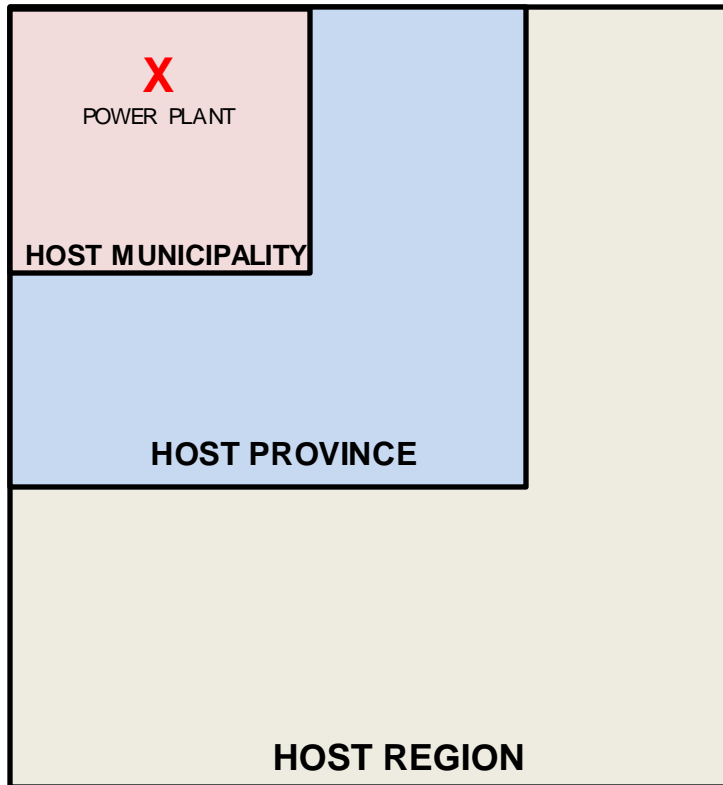 X
POWER PLANT
HOST MUNICIPALITY
HOST PROVINCE
HOST REGION